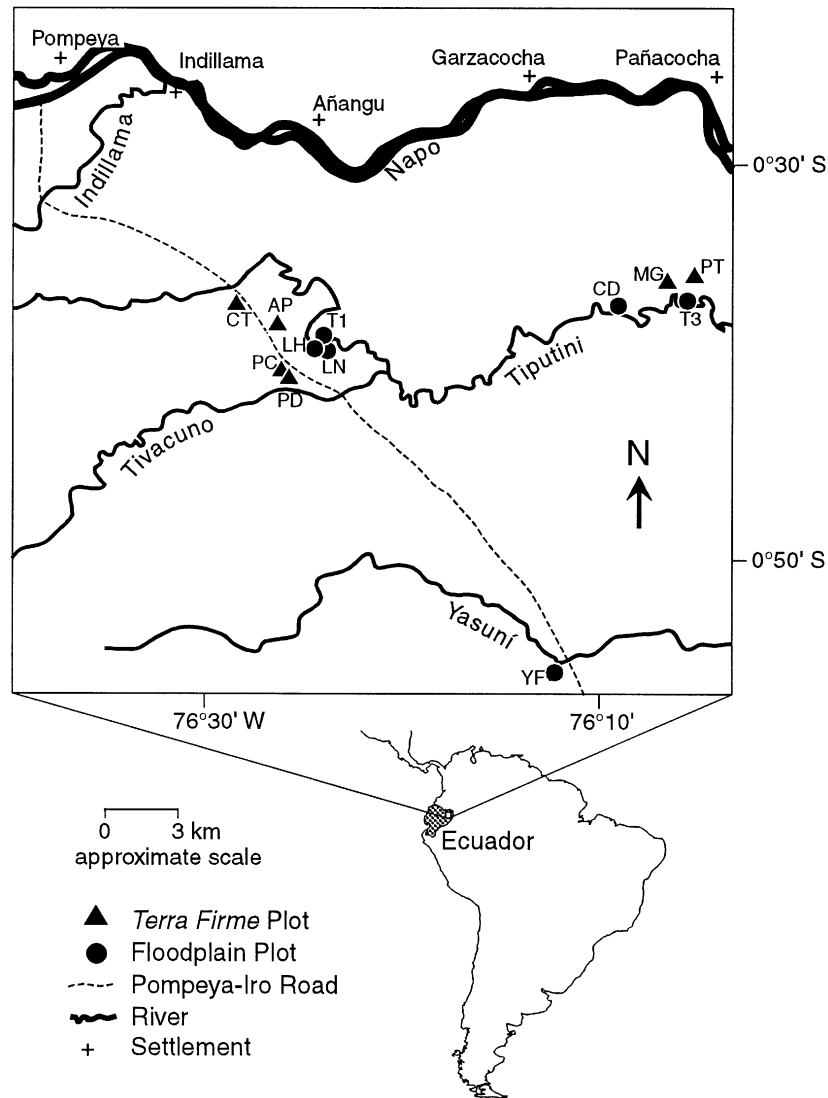 Pompeya
Indillama
Garzacocha
Pañacocha
Añangu
Napo
Indillama
0°30' S
MG
PT
CD
T3
CT
AP
T1
LH
LN
PC
PD
Tiputini
Tivacuno
N
0°50' S
Yasuní
YF
76°30' W
76°10'
Ecuador
0 3 km
approximate scale
Terra Firme Plot
Floodplain Plot
Pompeya-Iro Road
River
Settlement